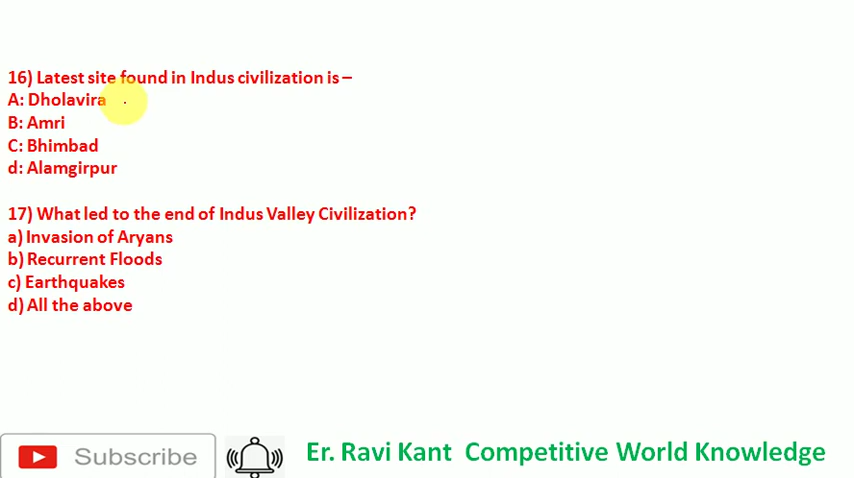 16) Latest site found in Indus civilization is –
A: Dholavira
B: Amri
C: Bhimbad
d: Alamgirpur
17) What led to the end of Indus Valley Civilization?
a) Invasion of Aryans
b) Recurrent Floods
c) Earthquakes
d) All the above
Subscribe
Er. Ravi Kant Competitive World Knowledge